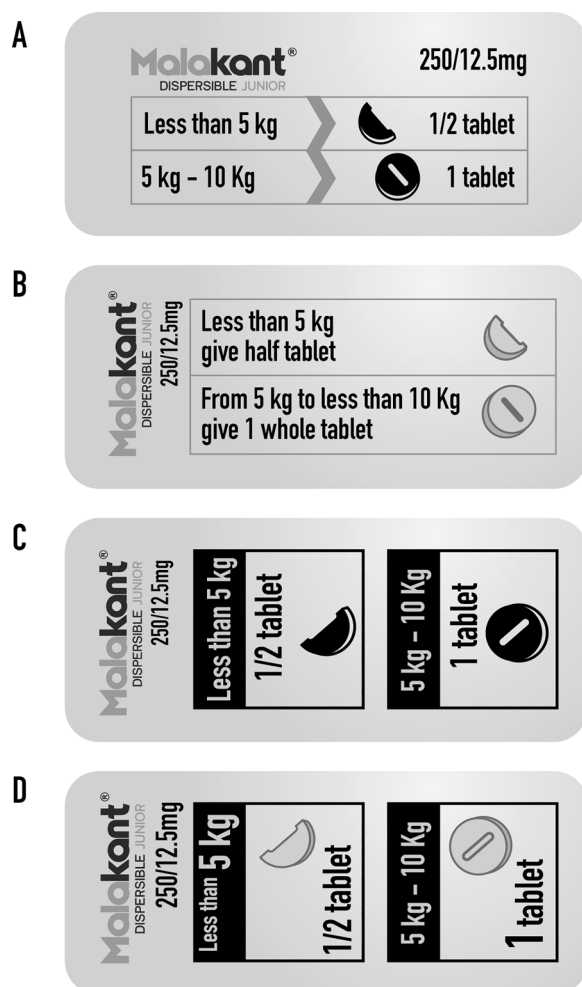 A
Malakant®
DISPERSIBLE JUNIOR
250/12.5mg
Less than 5 kg
1/2 tablet
5 kg – 10 Kg
1 tablet
B
Malakant®
DISPERSIBLE JUNIOR
250/12.5mg
Less than 5 kg
give half tablet
From 5 kg to less than 10 Kg
give 1 whole tablet
C
Malakant®
DISPERSIBLE JUNIOR
250/12.5mg
Less than 5 kg
1/2 tablet
5 kg – 10 Kg
1 tablet
D
Malakant®
DISPERSIBLE JUNIOR
250/12.5mg
Less than 5 kg
1/2 tablet
5 kg – 10 Kg
1 tablet